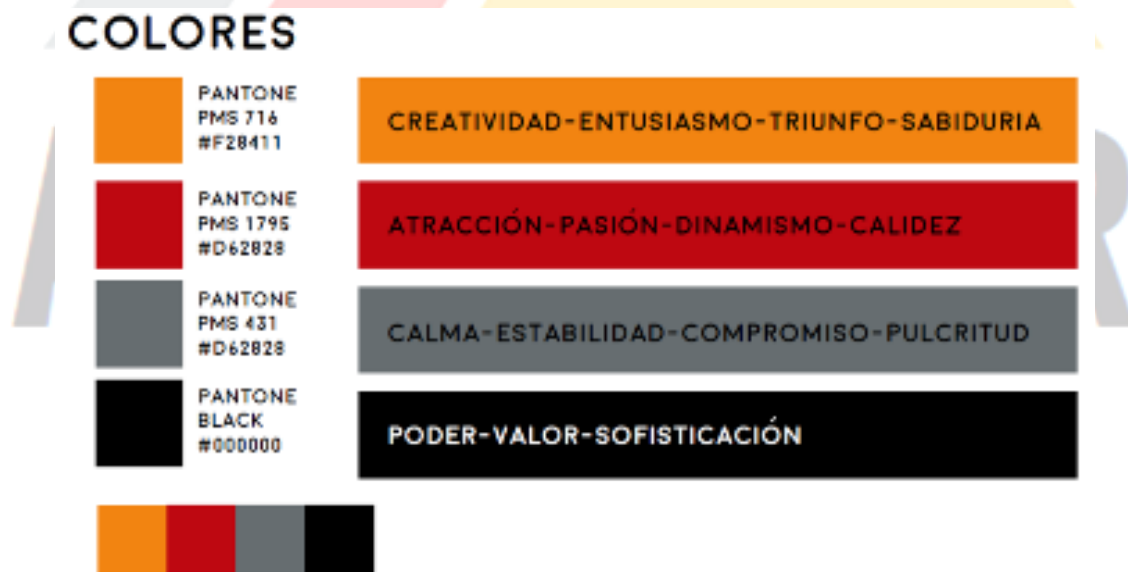 COLORES
PANTONE
PMS 716
#F28411
CREATIVIDAD-ENTUSIASMO-TRIUNFO-SABIDURIA
PANTONE
PMS 1795
#D62828
ATRACCIÓN-PASIÓN-DINAMISMO-CALIDEZ
PANTONE
PMS 431
#D62828
CALMA-ESTABILIDAD-COMPROMISO-PULCRITUD
PANTONE
BLACK
#000000
PODER-VALOR-SOFISTICACIÓN